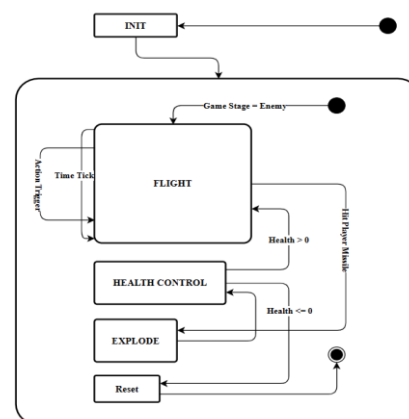 INIT
Game Stage = Enemy
Action Trigger
Time Tick
FLIGHT
Hit Player Missile
Health > 0
HEALTH CONTROL
Health <= 0
EXPLODE
Reset